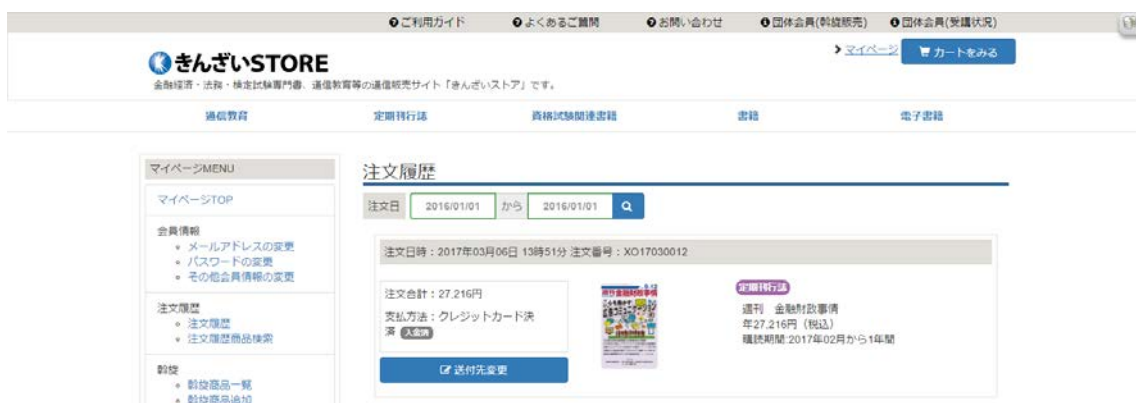 ご利用ガイド
よくあるご質問
お問い合わせ
団体会員(斡旋販売)
団体会員(受講状況)
マイページ
カートをみる
きんざいSTORE
金融経済・法務・検定試験専門書、通信教育等の通信販売サイト「きんざいストア」です。
通信教育
定期刊行誌
資格試験関連書籍
書籍
電子書籍
マイページMENU
マイページTOP
会員情報
メールアドレスの変更
パスワードの変更
その他会員情報の変更
注文履歴
注文履歴
注文履歴商品検索
斡旋
斡旋商品一覧
斡旋商品追加
注文履歴
注文日 2016/01/01 から 2016/01/01
注文日時：2017年03月06日 13時51分 注文番号：XO17030012
注文合計：27,216円
支払方法：クレジットカード決
済 入金済
送付先変更
週刊金融財政事情
定期刊行誌
週刊　金融財政事情
年27,216円（税込）
購読期間:2017年02月から1年間